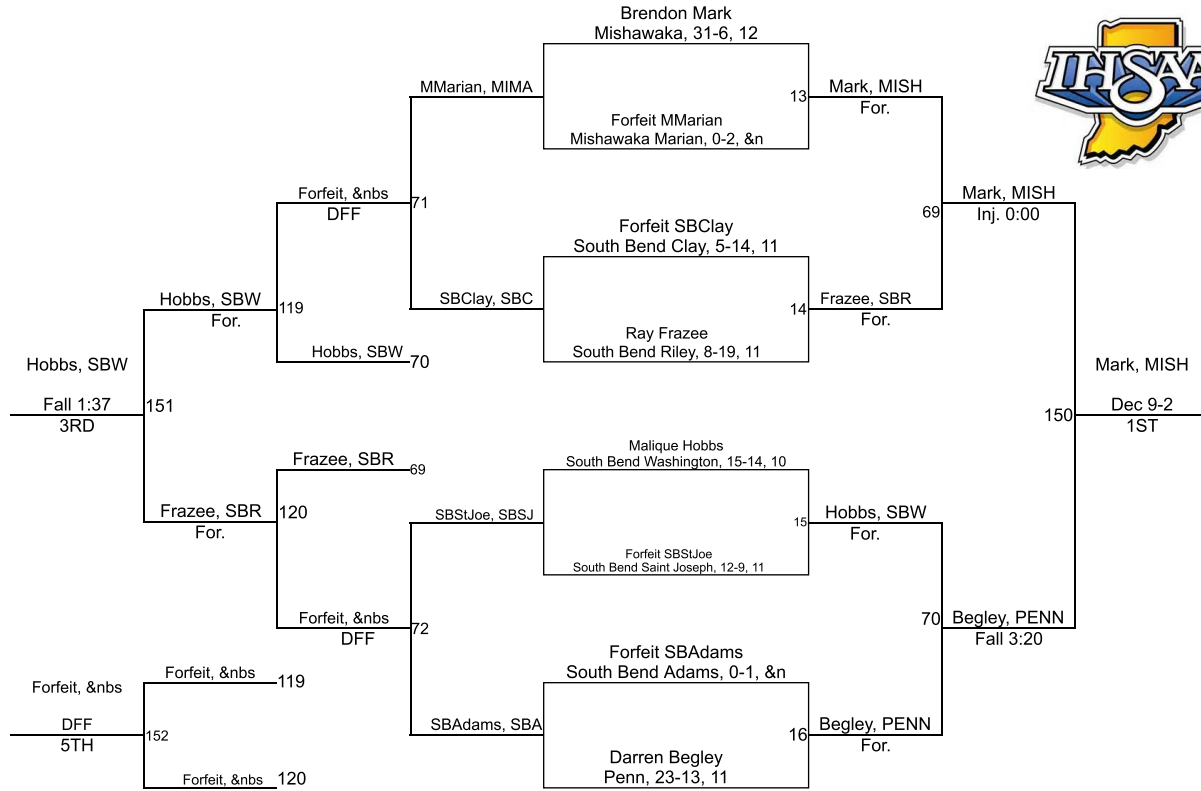 Brendon Mark
Mishawaka, 31-6, 12
IHSAA
MMarian, MIMA
13
Mark, MISH
For.
Forfeit MMarian
Mishawaka Marian, 0-2, &n
Forfeit, &nbs
DFF
71
Mark, MISH
Inj. 0:00
69
Forfeit SBClay
South Bend Clay, 5-14, 11
Hobbs, SBW
For.
119
SBClay, SBC
14
Frazee, SBR
For.
Ray Frazee
South Bend Riley, 8-19, 11
Hobbs, SBW
70
Hobbs, SBW
Fall 1:37
3RD
151
Mark, MISH
150
Dec 9-2
1ST
Frazee, SBR
69
Malique Hobbs
South Bend Washington, 15-14, 10
Frazee, SBR
For.
120
SBStJoe, SBSJ
15
Hobbs, SBW
For.
Forfeit SBStJoe
South Bend Saint Joseph, 12-9, 11
Forfeit, &nbs
DFF
72
70
Begley, PENN
Fall 3:20
Forfeit SBAdams
South Bend Adams, 0-1, &n
Forfeit, &nbs
119
Forfeit, &nbs
DFF
5TH
152
SBAdams, SBA
16
Begley, PENN
For.
Darren Begley
Penn, 23-13, 11
Forfeit, &nbs
120